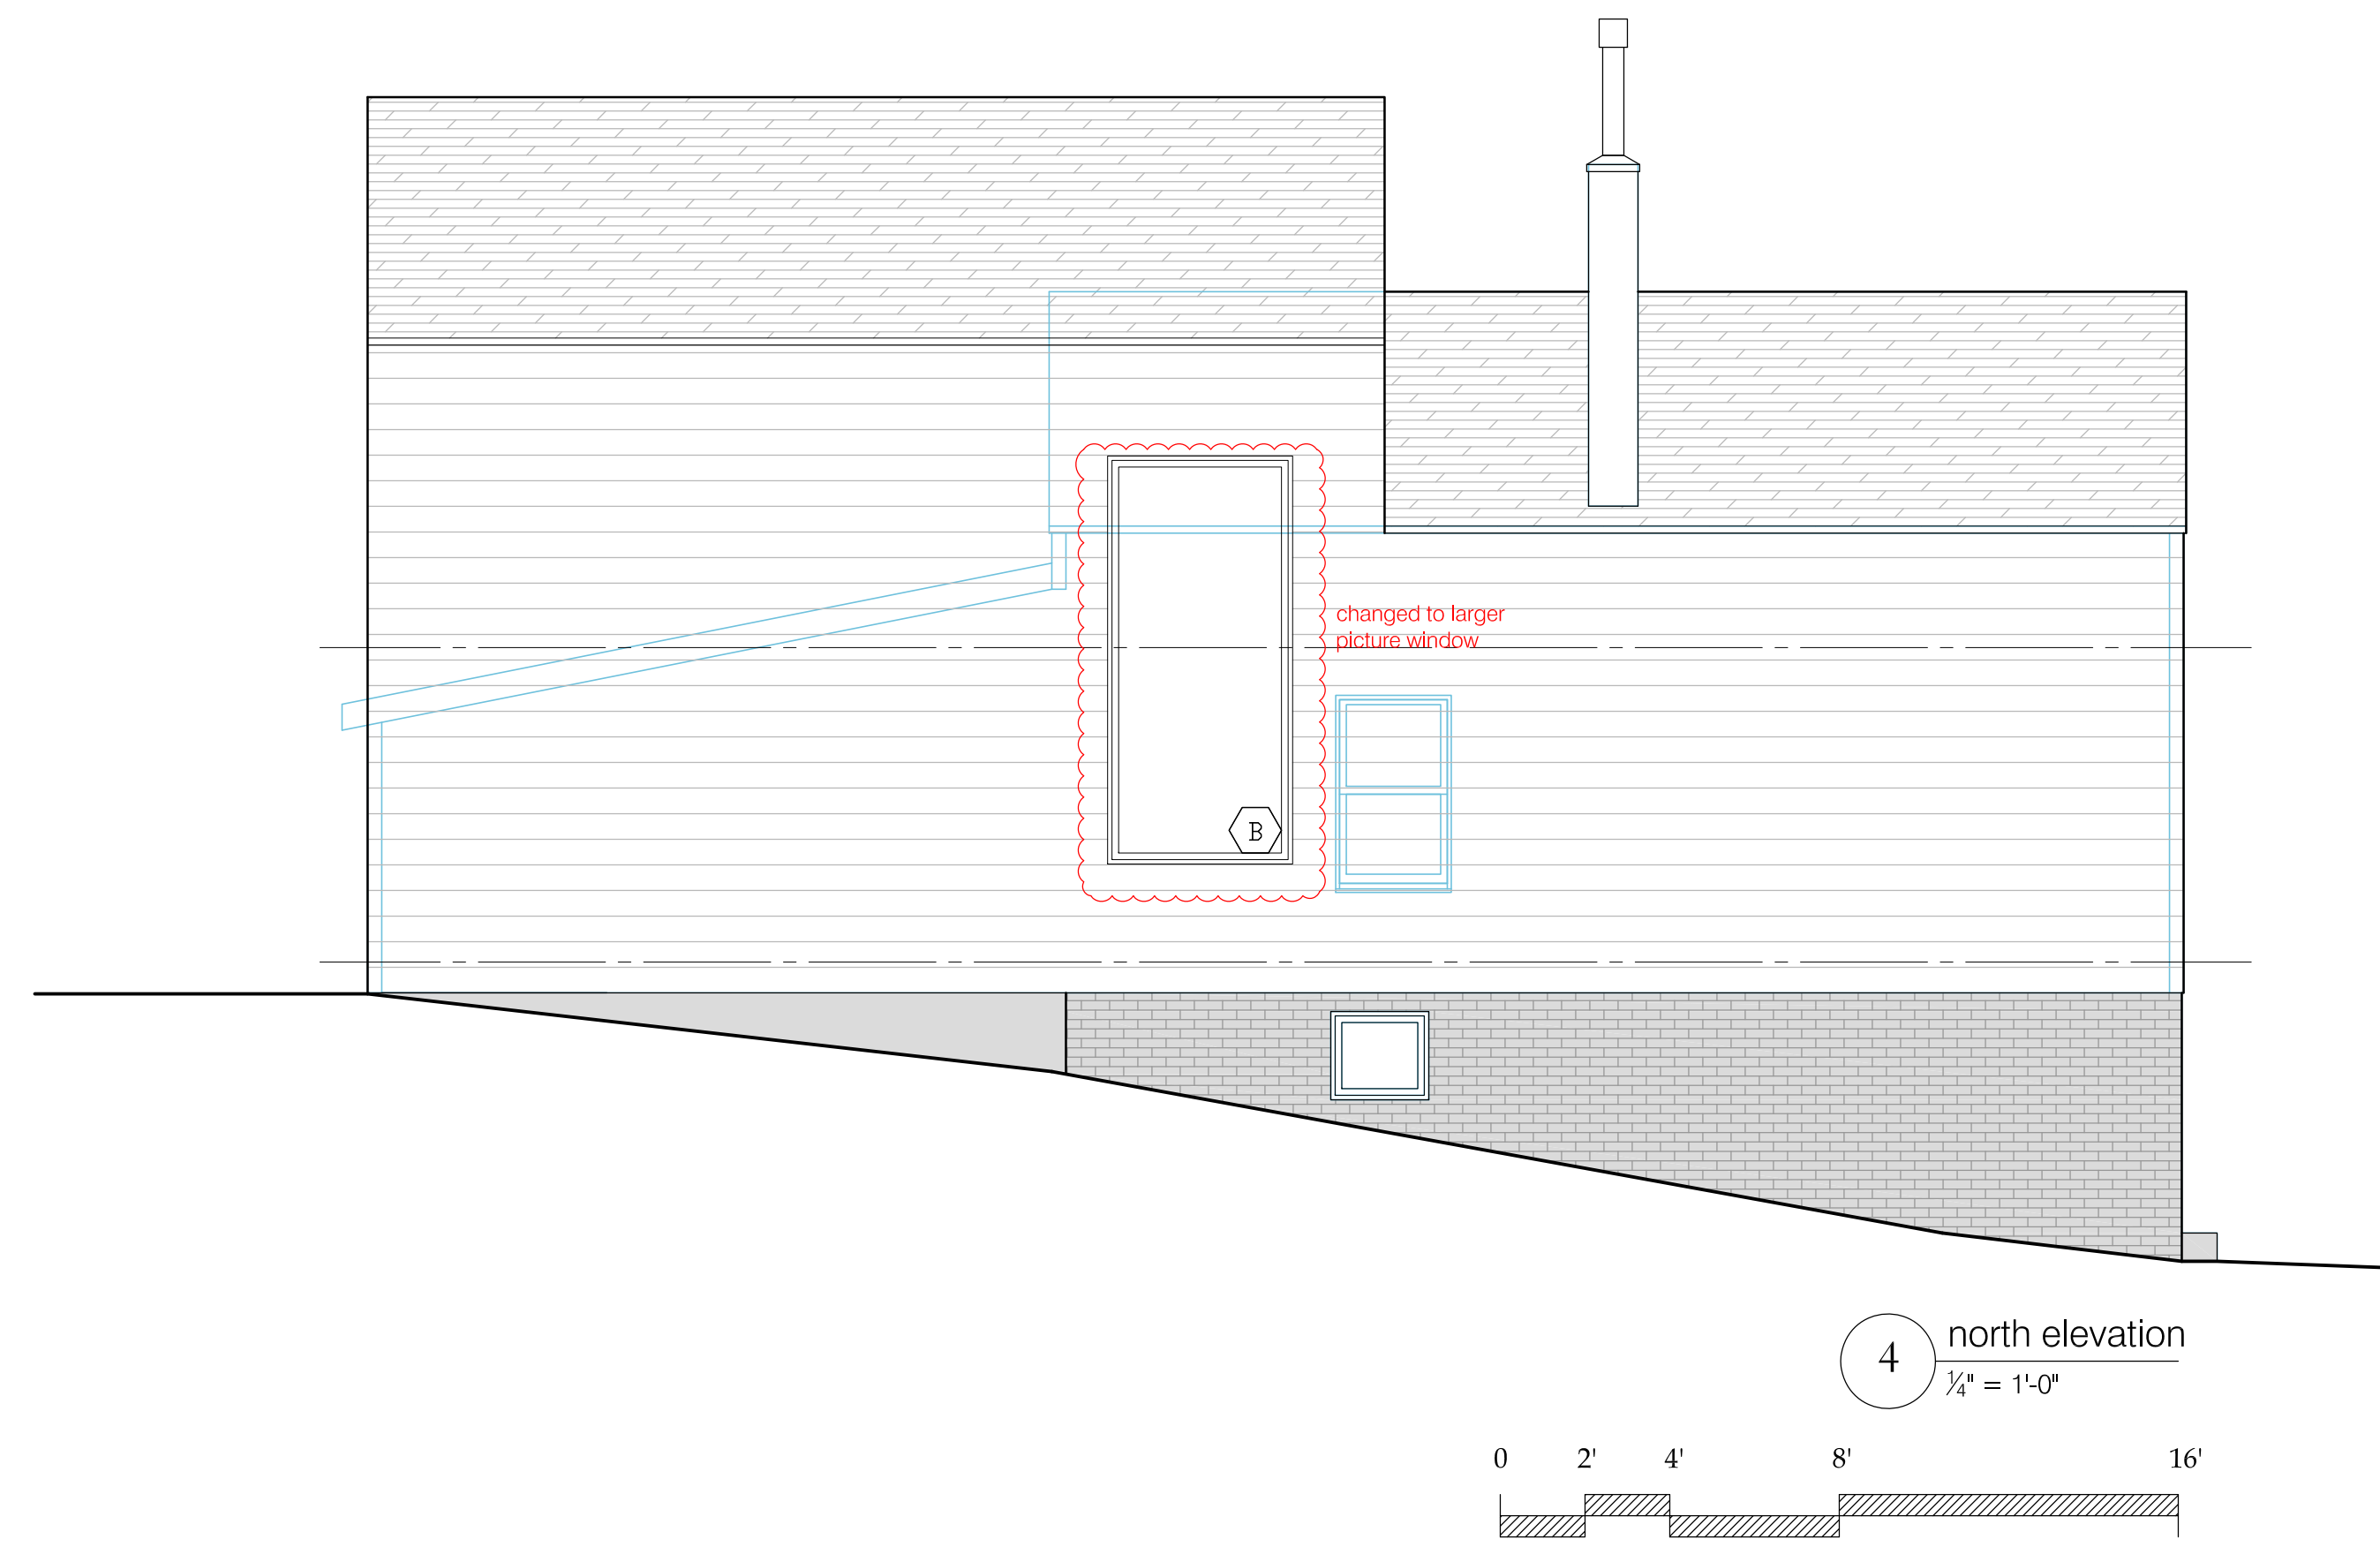 changed to larger
picture window
B
4
north elevation
1/4" = 1'-0"
0 2' 4' 8' 16'